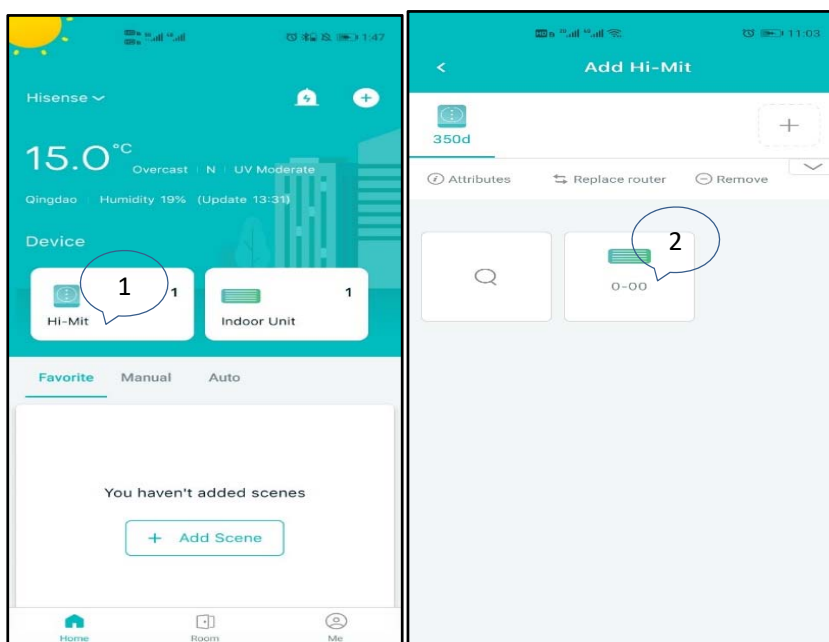 1:47
Hisense
15.0°C
Overcast | N | UV Moderate
Qingdao | Humidity 19% (Update 13:31)
Device
1
1
Hi-Mit
1
Indoor Unit
Favorite Manual Auto
You haven't added scenes
+ Add Scene
Home Room Me
11:03
< Add Hi-Mit
350d
+
Attributes Replace router Remove
2
0-00